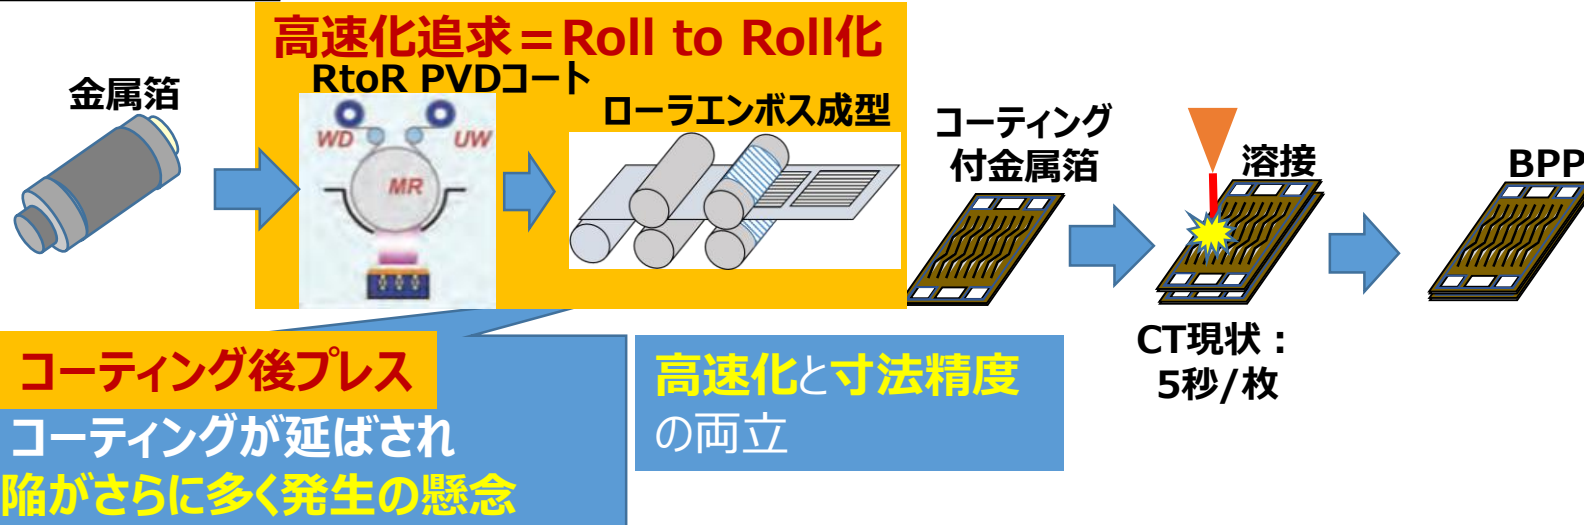 高速化追求＝Roll to Roll化
金属箔
RtoR PVDコート
WD
UW
MR
ローラエンボス成型
コーティング
付金属箔
溶接
BPP
CT現状：
5秒/枚
コーティング後プレス
コーティングが延ばされ
陥がさらに多く発生の懸念
高速化と寸法精度
の両立